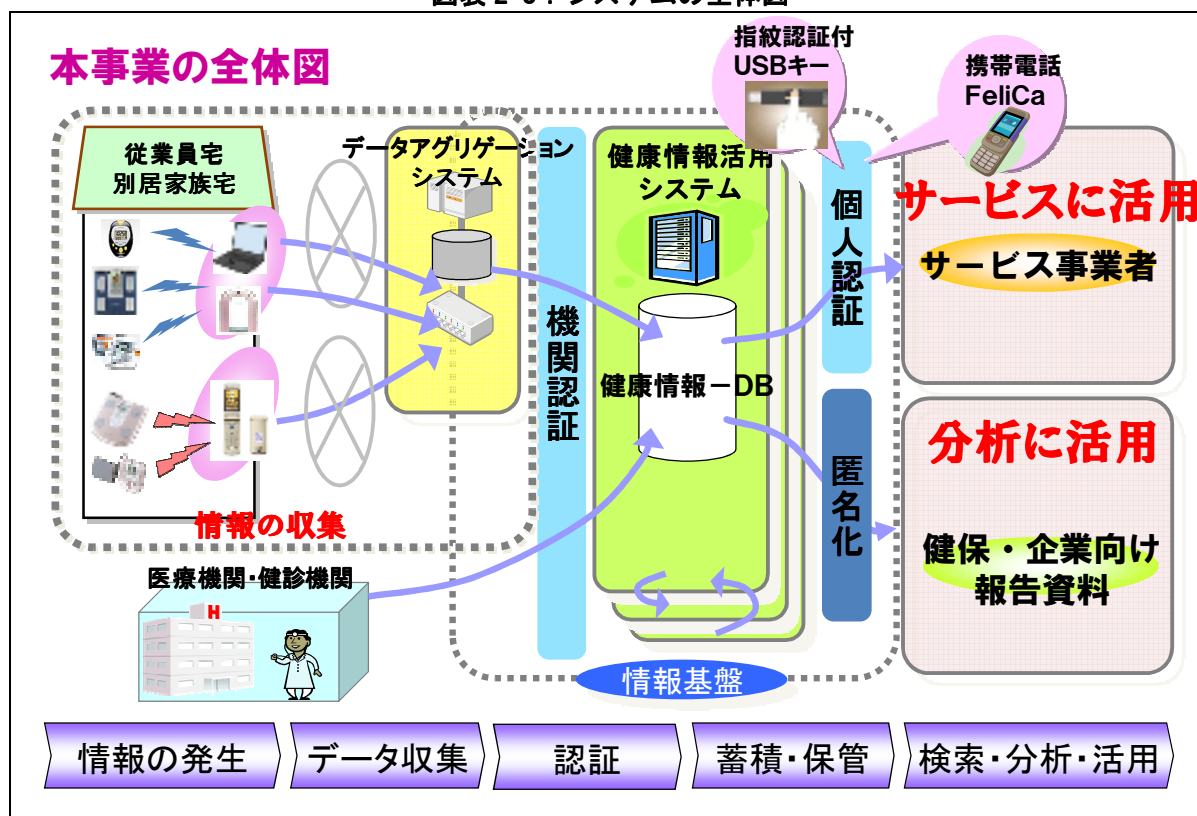 本事業の全体図
指紋認証付
USBキー
携帯電話
FeliCa
従業員宅
別居家族宅
データアグリゲーション
システム
健康情報活用
システム
機関認証
個人認証
サービスに活用
サービス事業者
健康情報－DB
匿名化
分析に活用
健保・企業向け
報告資料
情報の収集
医療機関・健診機関
H
情報基盤
情報の発生
データ収集
認証
蓄積・保管
検索・分析・活用